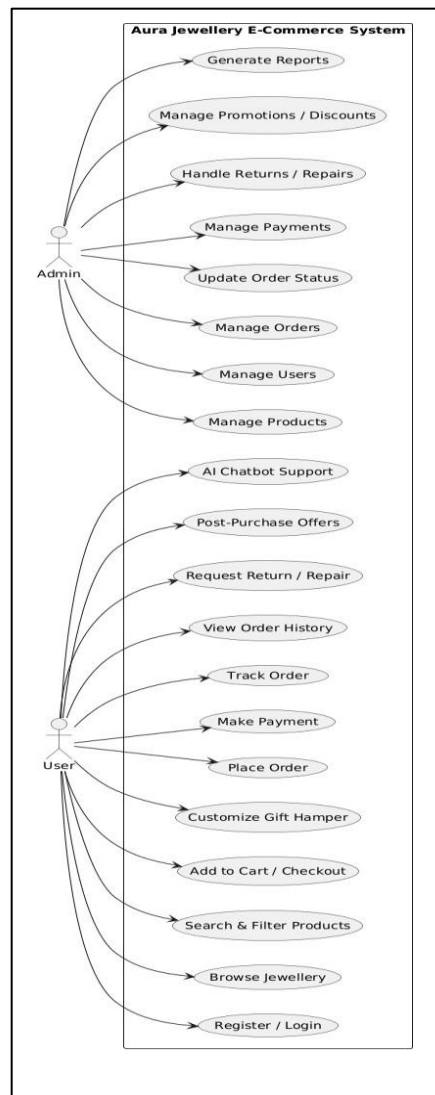 Aura Jewellery E-Commerce System
Generate Reports
Manage Promotions / Discounts
Handle Returns / Repairs
Manage Payments
Admin
Update Order Status
Manage Orders
Manage Users
Manage Products
AI Chatbot Support
Post-Purchase Offers
Request Return / Repair
View Order History
Track Order
Make Payment
User
Place Order
Customize Gift Hamper
Add to Cart / Checkout
Search & Filter Products
Browse Jewellery
Register / Login